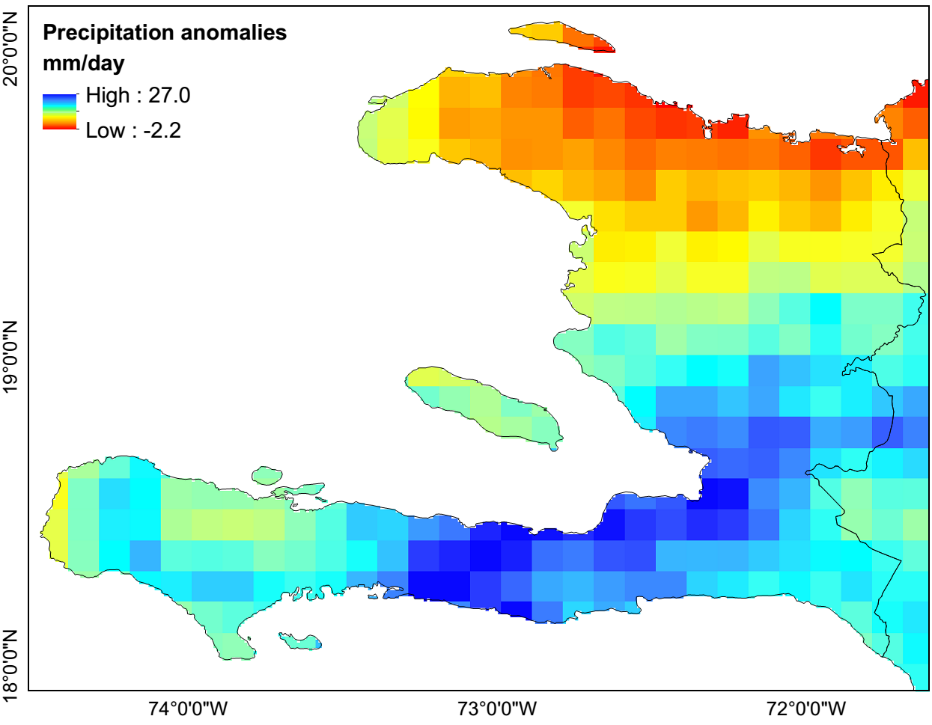 Precipitation anomalies
mm/day
High : 27.0
Low : -2.2
20°0'0"N
19°0'0"N
18°0'0"N
74°0'0"W
73°0'0"W
72°0'0"W